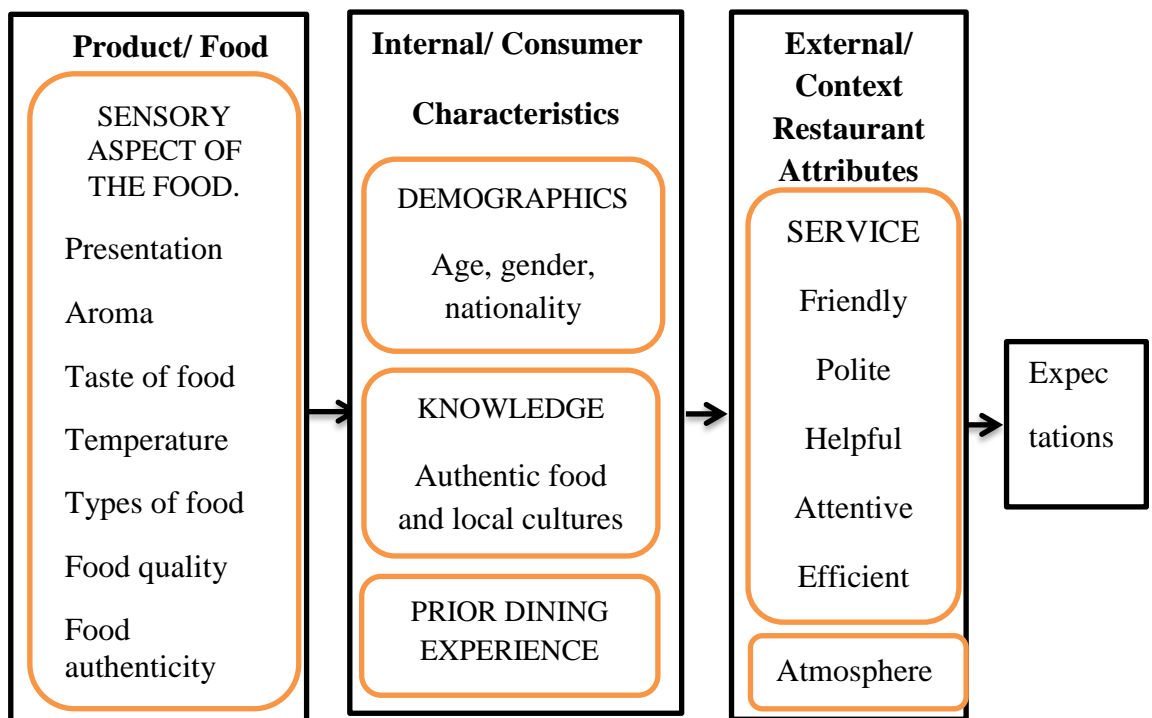 Product/ Food
SENSORY
ASPECT OF
THE FOOD.
Presentation
Aroma
Taste of food
Temperature
Types of food
Food quality
Food
authenticity
Internal/ Consumer
Characteristics
DEMOGRAPHICS
Age, gender,
nationality
KNOWLEDGE
Authentic food
and local cultures
PRIOR DINING
EXPERIENCE
External/
Context
Restaurant
Attributes
SERVICE
Friendly
Polite
Helpful
Attentive
Efficient
Atmosphere
Expec
tations